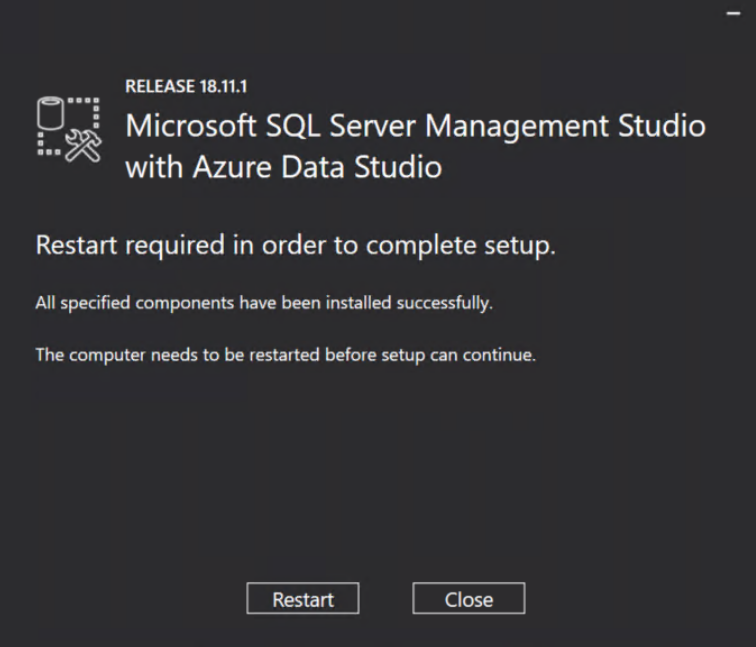 RELEASE 18.11.1
Microsoft SQL Server Management Studio
with Azure Data Studio
Restart required in order to complete setup.
All specified components have been installed successfully.
The computer needs to be restarted before setup can continue.
Restart
Close